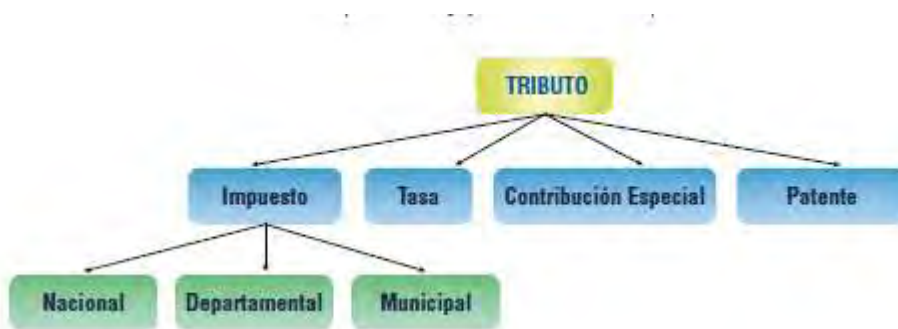 TRIBUTO
Impuesto Tasa Contribución Especial Patente
Nacional Departamental Municipal